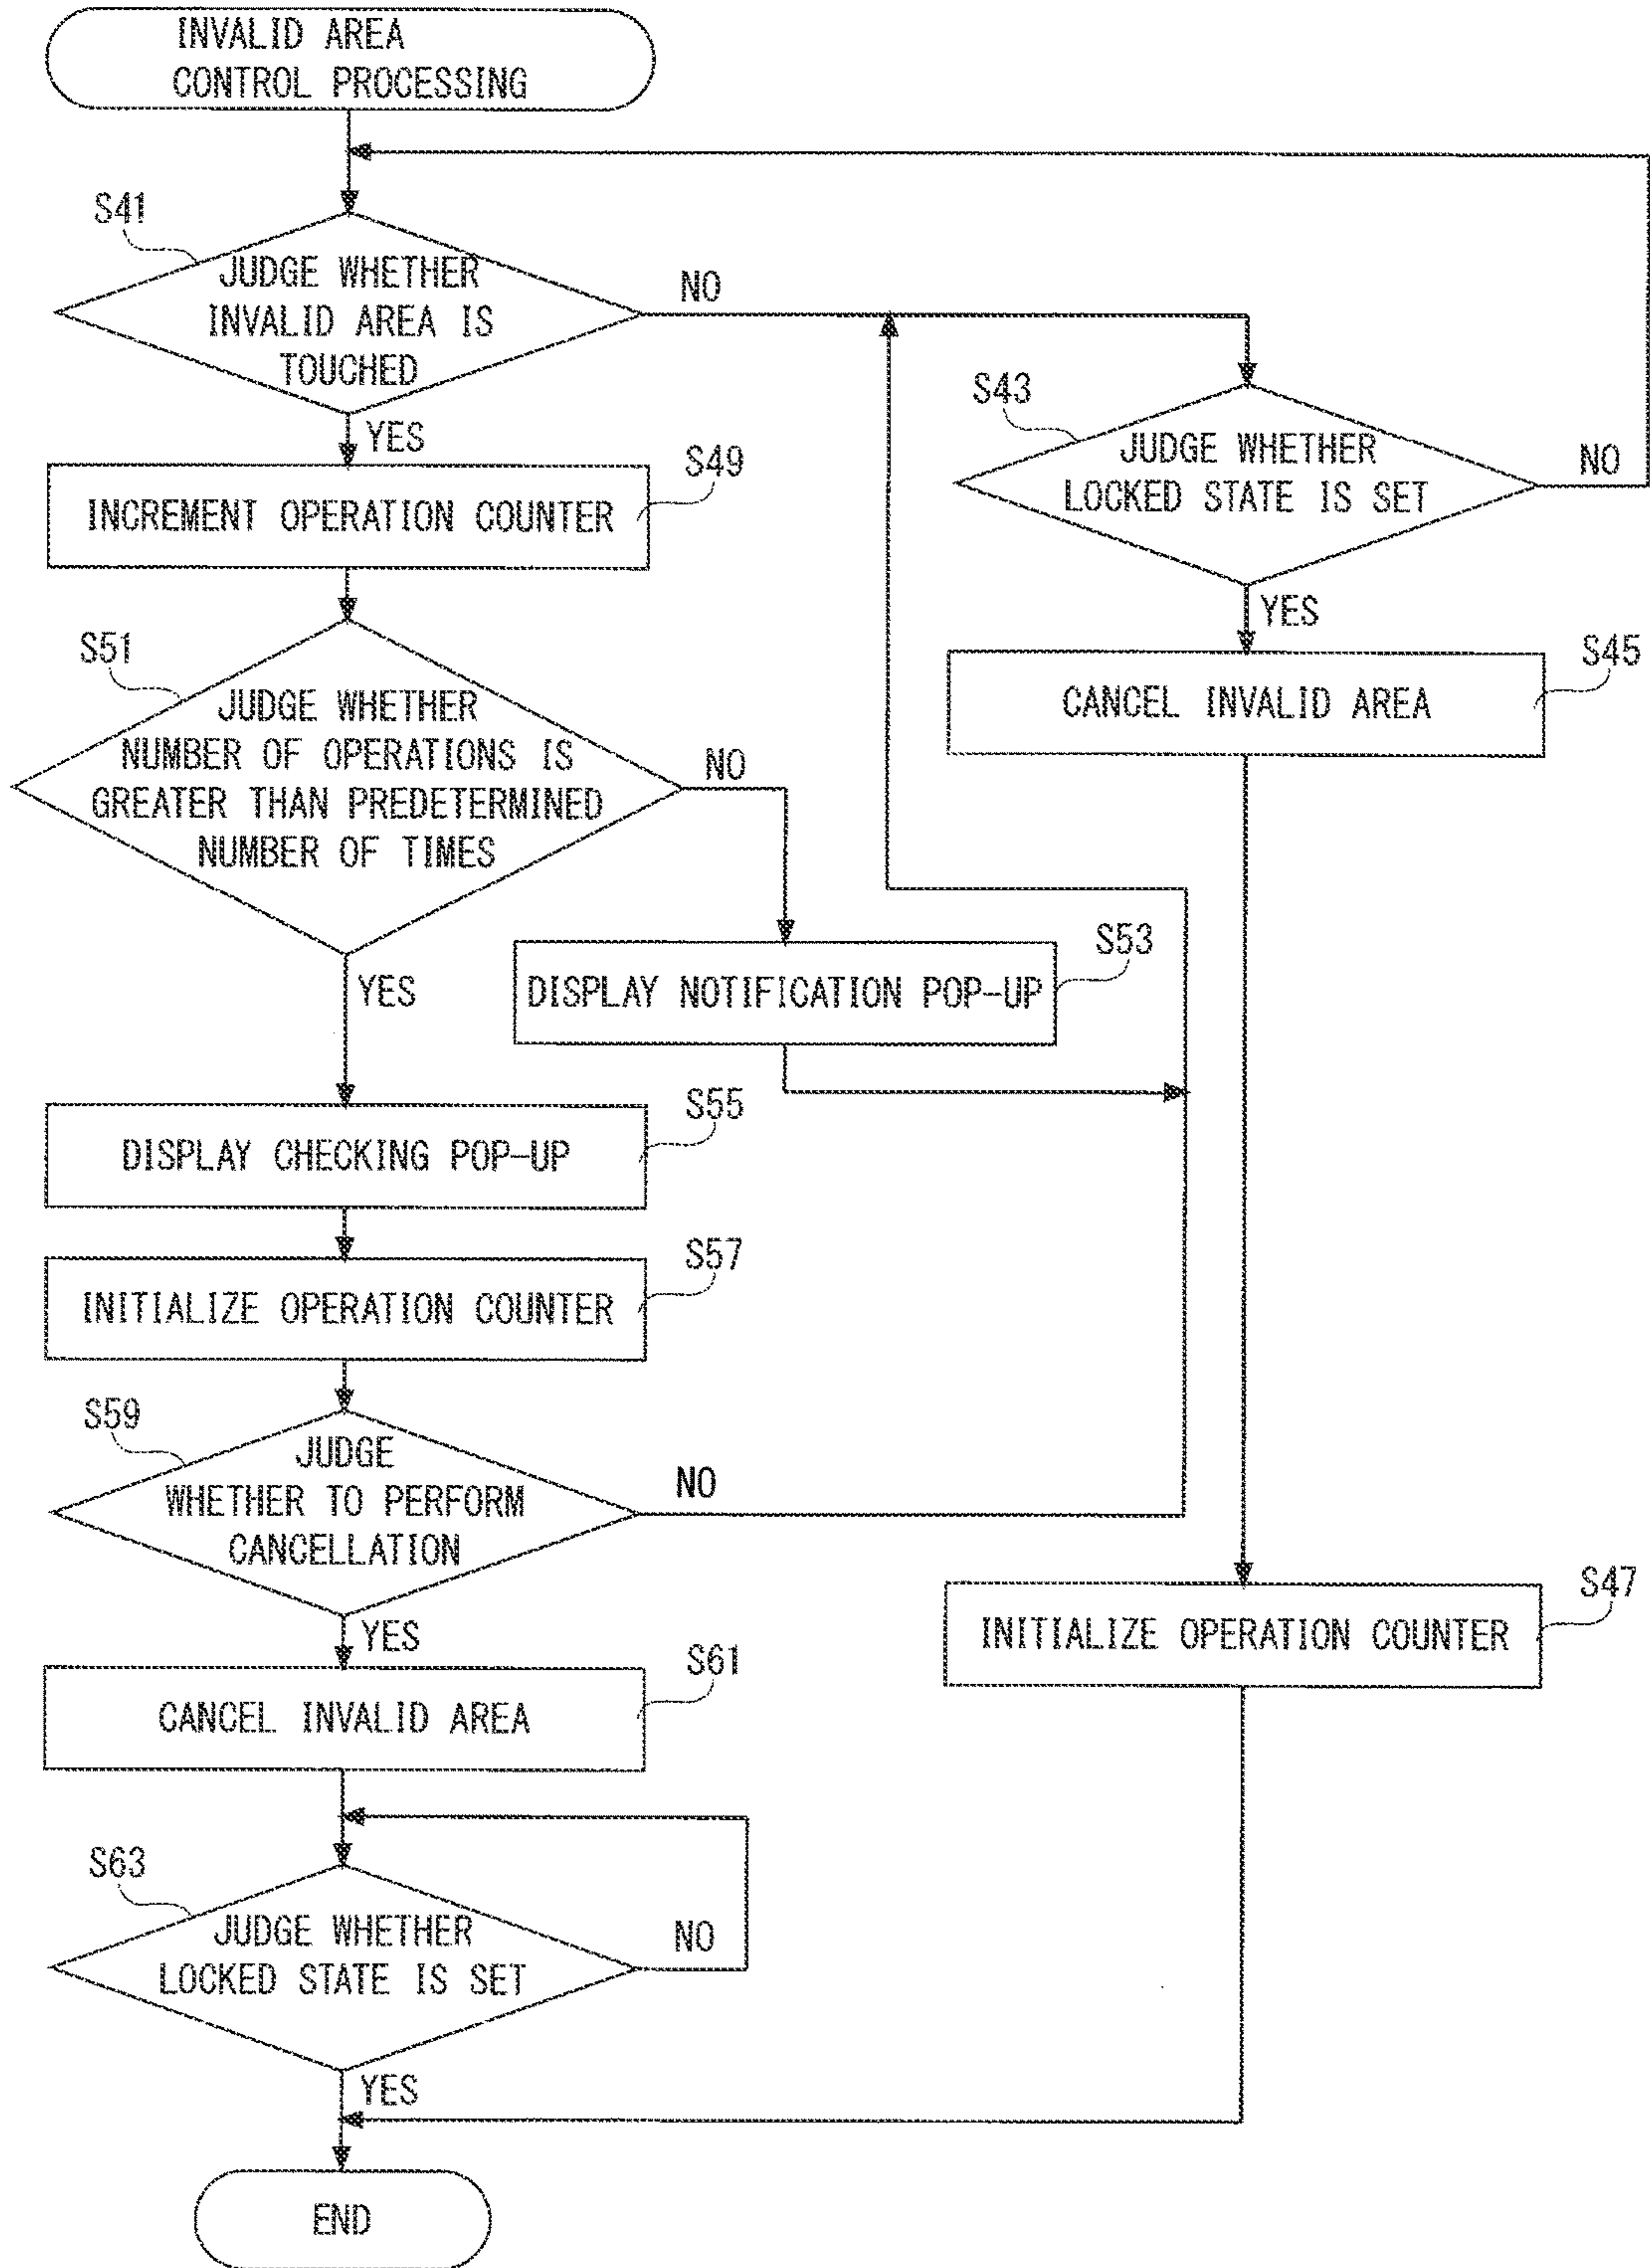 INVALID AREA
CONTROL PROCESSING
S41
JUDGE WHETHER
INVALID AREA IS
TOUCHED
NO
YES
S43
JUDGE WHETHER
LOCKED STATE IS SET
NO
YES
S49
INCREMENT OPERATION COUNTER
S45
CANCEL INVALID AREA
S51
JUDGE WHETHER
NUMBER OF OPERATIONS IS
GREATER THAN PREDETERMINED
NUMBER OF TIMES
NO
YES
S53
DISPLAY NOTIFICATION POP-UP
S55
DISPLAY CHECKING POP-UP
S57
INITIALIZE OPERATION COUNTER
S59
JUDGE
WHETHER TO PERFORM
CANCELLATION
NO
YES
S47
INITIALIZE OPERATION COUNTER
S61
CANCEL INVALID AREA
S63
JUDGE WHETHER
LOCKED STATE IS SET
NO
YES
END